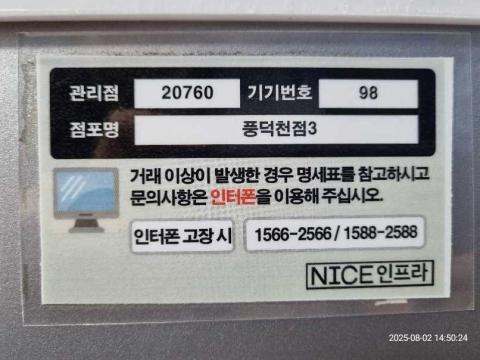 관리점 20760 기기번호 98
점포명 풍덕천점3
거래 이상이 발생한 경우 명세표를 참고하시고
문의사항은 인터폰을 이용해 주십시오.
인터폰 고장 시 1566-2566 / 1588-2588
NICE인프라
2025-08-02 14:50:24